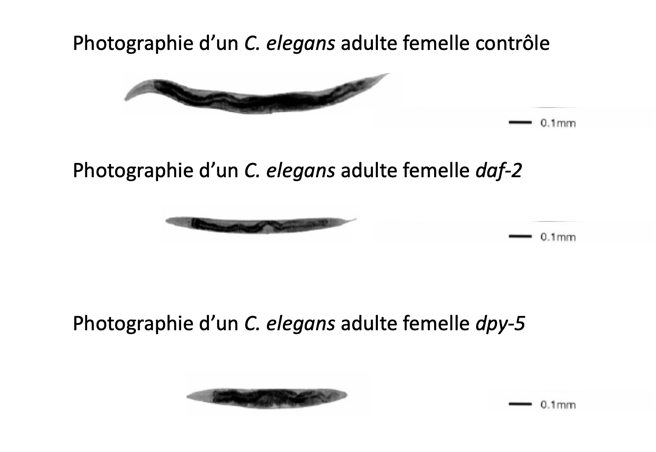 Photographie d’un C. elegans adulte femelle contrôle
0.1mm
Photographie d’un C. elegans adulte femelle daf-2
0.1mm
Photographie d’un C. elegans adulte femelle dpy-5
0.1mm